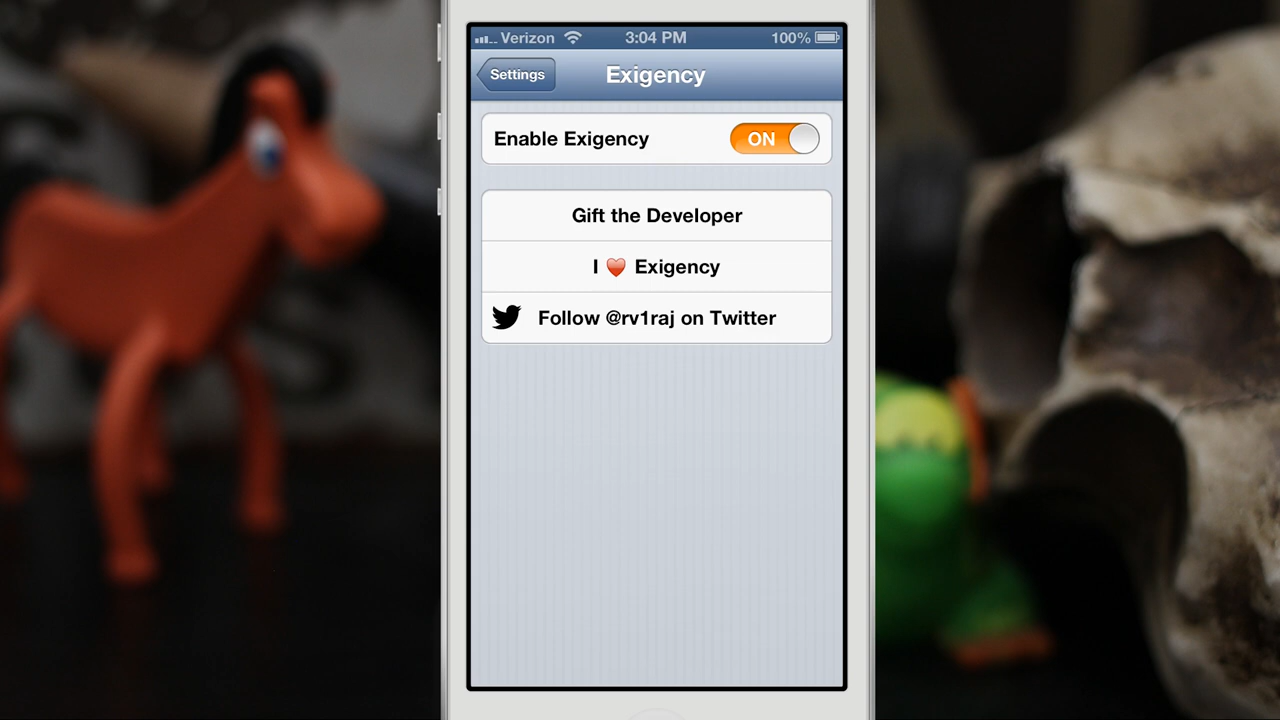 Verizon 3:04 PM 100%
Settings Exigency
Enable Exigency ON
Gift the Developer
I ❤️ Exigency
Follow @rv1raj on Twitter